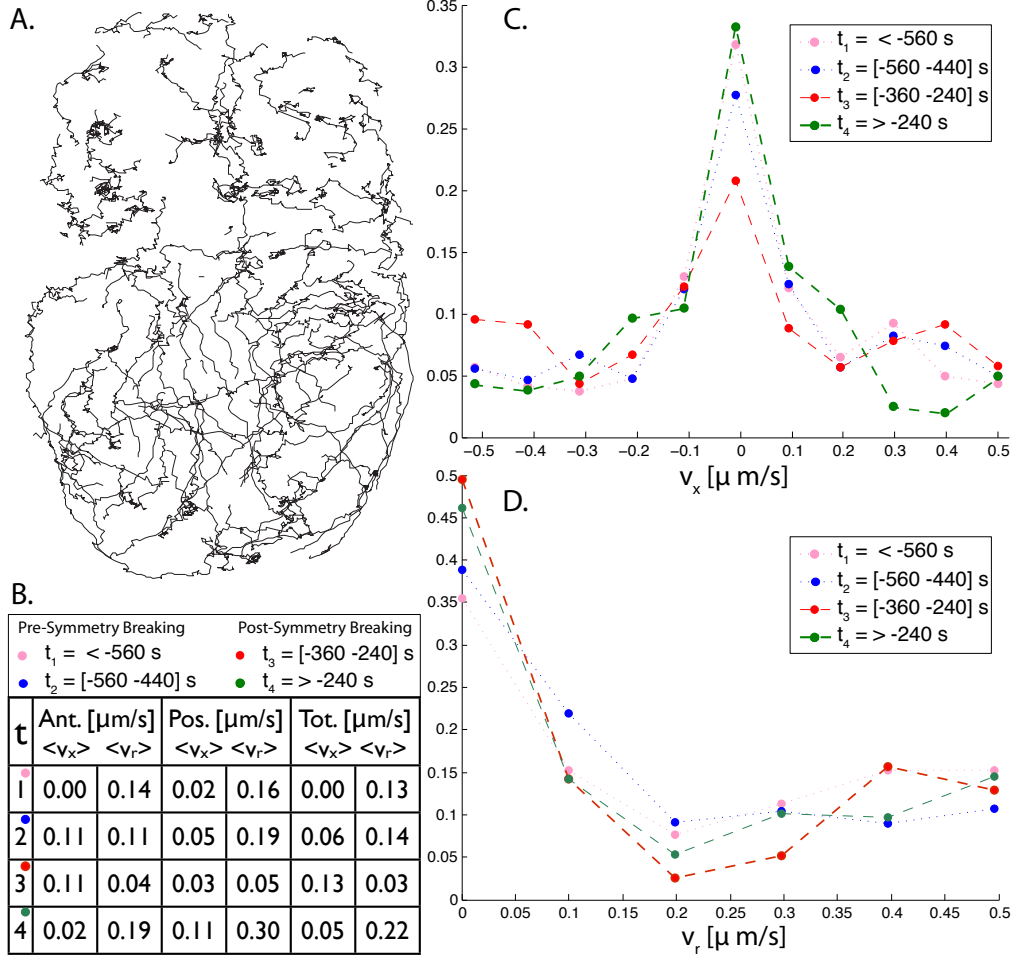 A.
B.
Pre-Symmetry Breaking Post-Symmetry Breaking
t1 = < -560 s t3 = [-360 -240] s
t2 = [-560 -440] s t4 = > -240 s
t Ant. [μm/s] Pos. [μm/s] Tot. [μm/s]
<vx> <vr> <vx> <vr> <vx> <vr>
1 0.00 0.14 0.02 0.16 0.00 0.13
2 0.11 0.11 0.05 0.19 0.06 0.14
3 0.11 0.04 0.03 0.05 0.13 0.03
4 0.02 0.19 0.11 0.30 0.05 0.22
C.
0.35
0.3
0.25
0.2
0.15
0.1
0.05
0
-0.5 -0.4 -0.3 -0.2 -0.1 0 0.1 0.2 0.3 0.4 0.5
vx [μ m/s]
t1 = < -560 s
t2 = [-560 -440] s
t3 = [-360 -240] s
t4 = > -240 s
D.
0.5
0.45
0.4
0.35
0.3
0.25
0.2
0.15
0.1
0.05
0
0 0.05 0.1 0.15 0.2 0.25 0.3 0.35 0.4 0.45 0.5
vr [μ m/s]
t1 = < -560 s
t2 = [-560 -440] s
t3 = [-360 -240] s
t4 = > -240 s